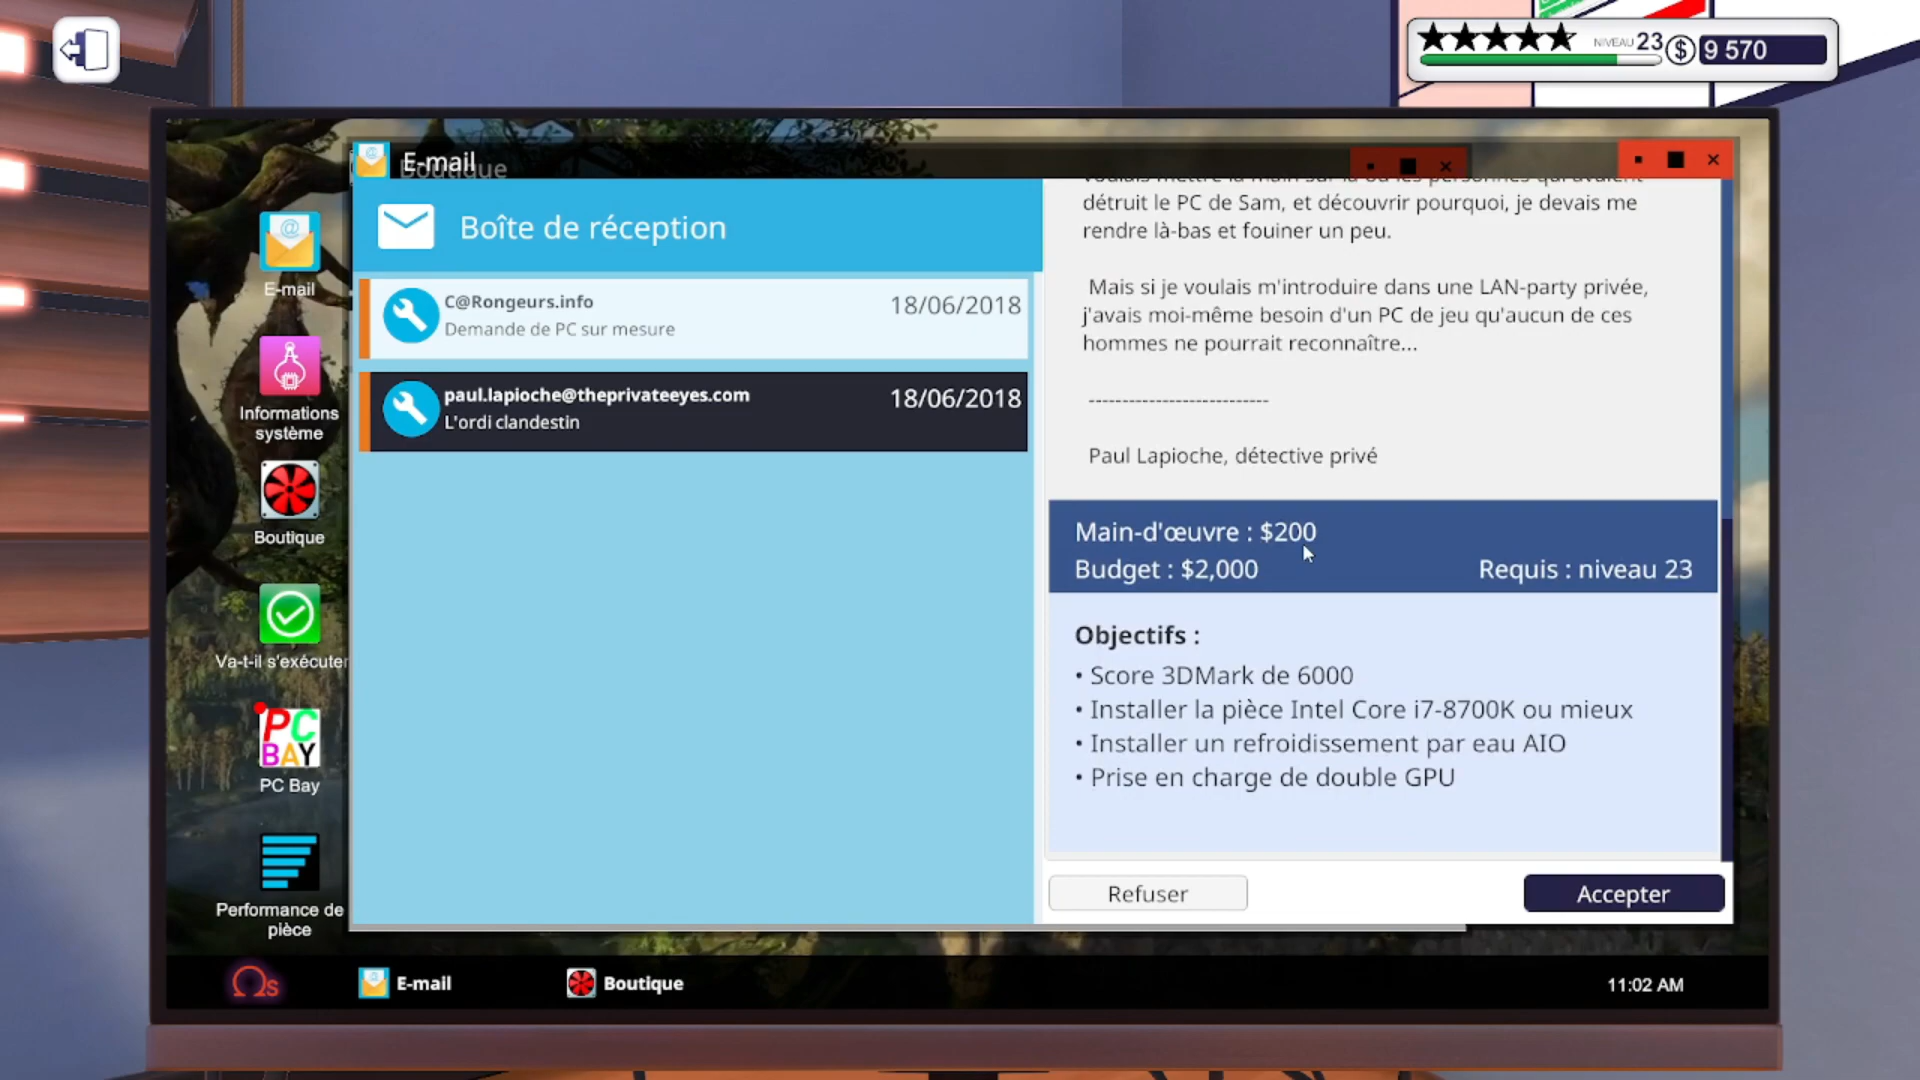 NIVEAU 23 $ 9 570
E-mail
Boutique
Boîte de réception
C@Rongeurs.info
18/06/2018
Demande de PC sur mesure
paul.lapioche@theprivateeyes.com
18/06/2018
L'ordi clandestin
détruit le PC de Sam, et découvrir pourquoi, je devais me
rendre là-bas et fouiner un peu.
Mais si je voulais m'introduire dans une LAN-party privée,
j'avais moi-même besoin d'un PC de jeu qu'aucun de ces
hommes ne pourrait reconnaître...
---------------------------
Paul Lapioche, détective privé
Main-d'œuvre : $200
Budget : $2,000
Requis : niveau 23
Objectifs :
• Score 3DMark de 6000
• Installer la pièce Intel Core i7-8700K ou mieux
• Installer un refroidissement par eau AIO
• Prise en charge de double GPU
Refuser
Accepter
E-mail
Informations
système
Boutique
Va-t-il s'exécuter
PC
BAY
PC Bay
Performance de
pièce
Ωs
E-mail
Boutique
11:02 AM